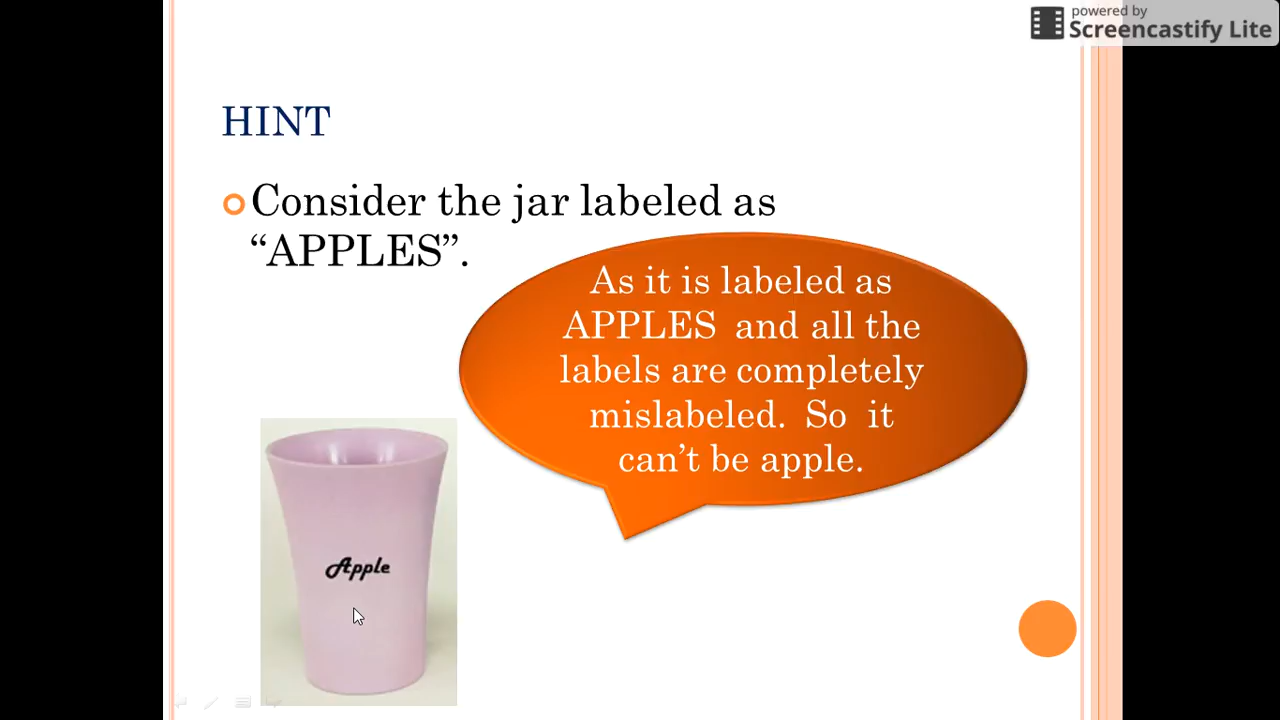 powered by
Screencastify Lite
HINT
Consider the jar labeled as
“APPLES”.
As it is labeled as
APPLES and all the
labels are completely
mislabeled. So it
can’t be apple.
Apple